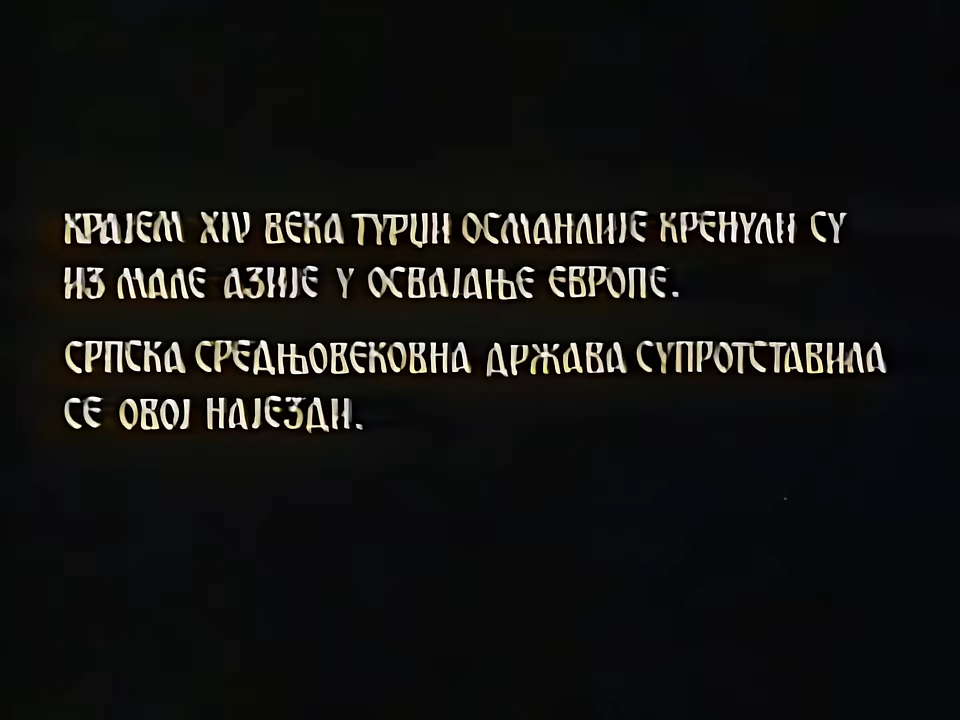 КРАЈЕМ XIV ВЕКА ТУРЦИ ОСМАНЛИЈЕ КРЕНУЛИ СУ
ИЗ МАЛЕ АЗИЈЕ У ОСВАЈАЊЕ ЕВРОПЕ.
СРПСКА СРЕДЊОВЕКОВНА ДРЖАВА СУПРОТСТАВИЛА
СЕ ОВОЈ НАЈЕЗДИ.